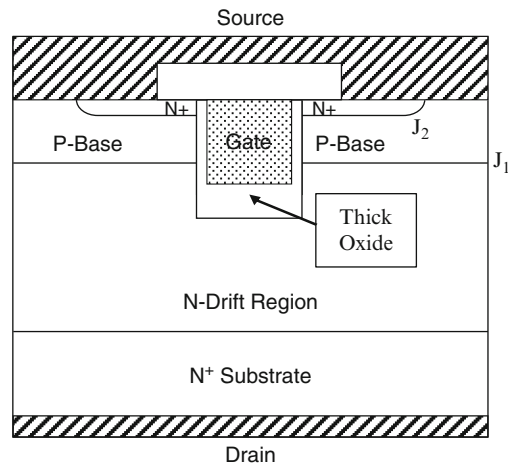 Source
N+
Gate
N+
P-Base
P-Base
J₂
J₁
Thick
Oxide
N-Drift Region
N⁺ Substrate
Drain